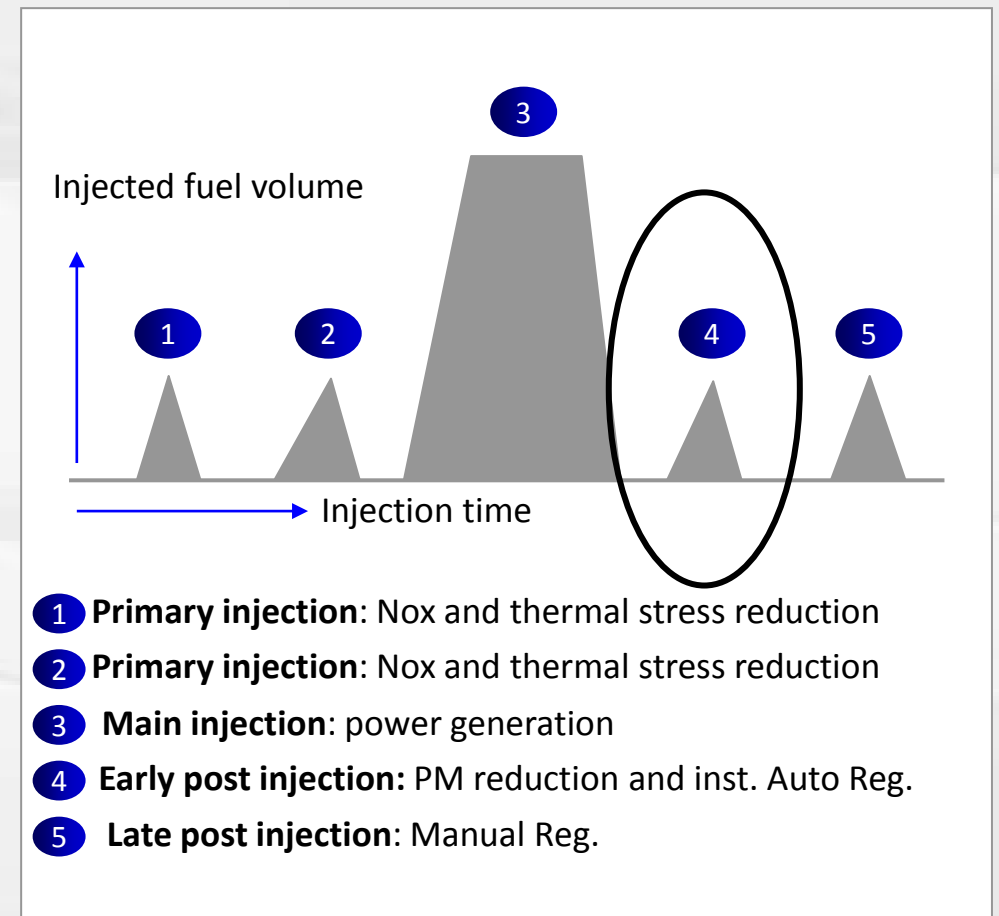 3
Injected fuel volume
1
2
4
5
Injection time
1 Primary injection: Nox and thermal stress reduction
2 Primary injection: Nox and thermal stress reduction
3 Main injection: power generation
4 Early post injection: PM reduction and inst. Auto Reg.
5 Late post injection: Manual Reg.